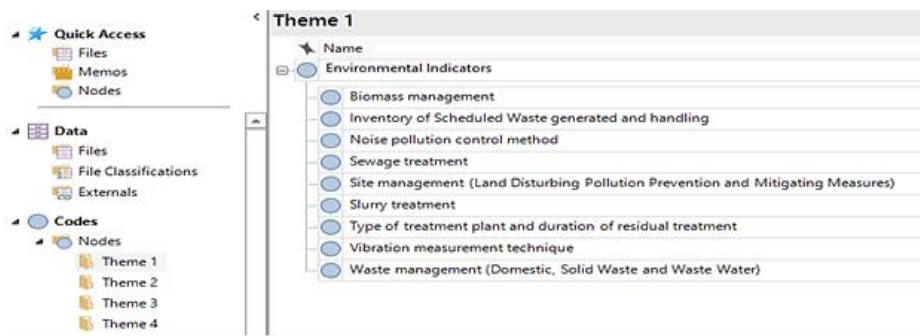 Quick Access
Files
Memos
Nodes
Data
Files
File Classifications
Externals
Codes
Nodes
Theme 1
Theme 2
Theme 3
Theme 4
Theme 1
Name
Environmental Indicators
Biomass management
Inventory of Scheduled Waste generated and handling
Noise pollution control method
Sewage treatment
Site management (Land Disturbing Pollution Prevention and Mitigating Measures)
Slurry treatment
Type of treatment plant and duration of residual treatment
Vibration measurement technique
Waste management (Domestic, Solid Waste and Waste Water)